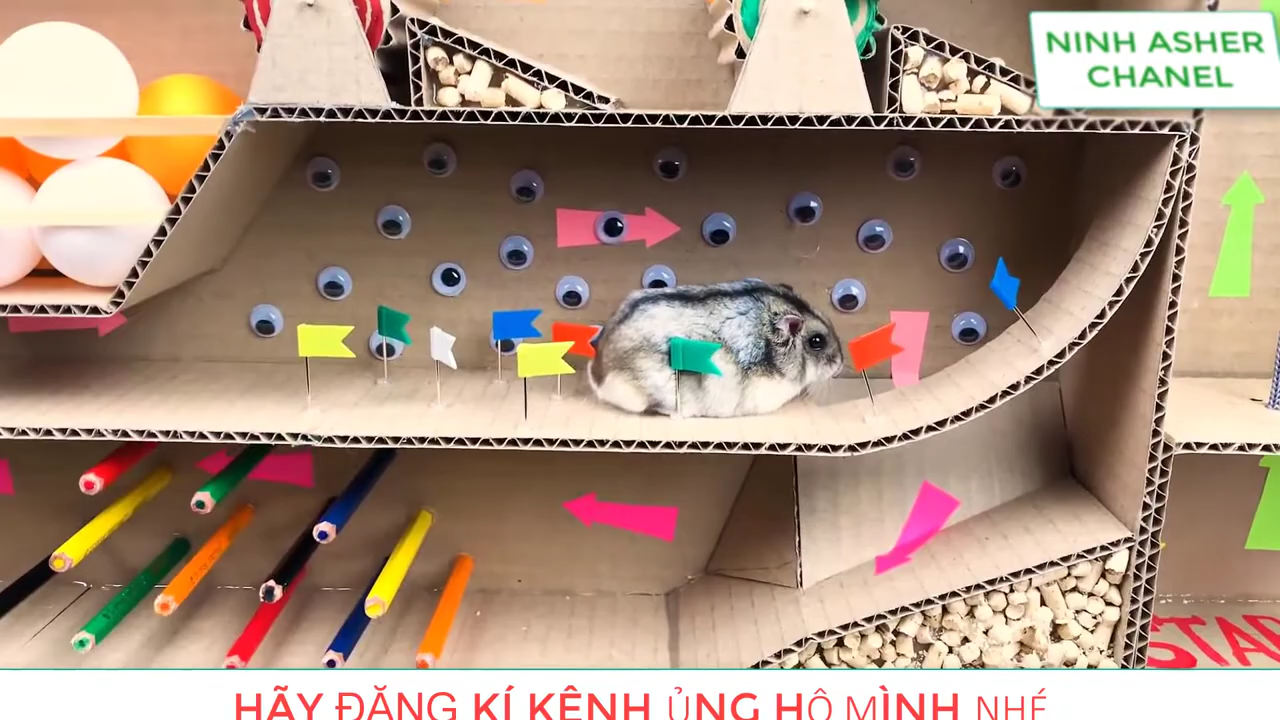 NINH ASHER
CHANEL
HÃY ĐĂNG KÍ KÊNH ỦNG HỘ MÌNH NHÉ